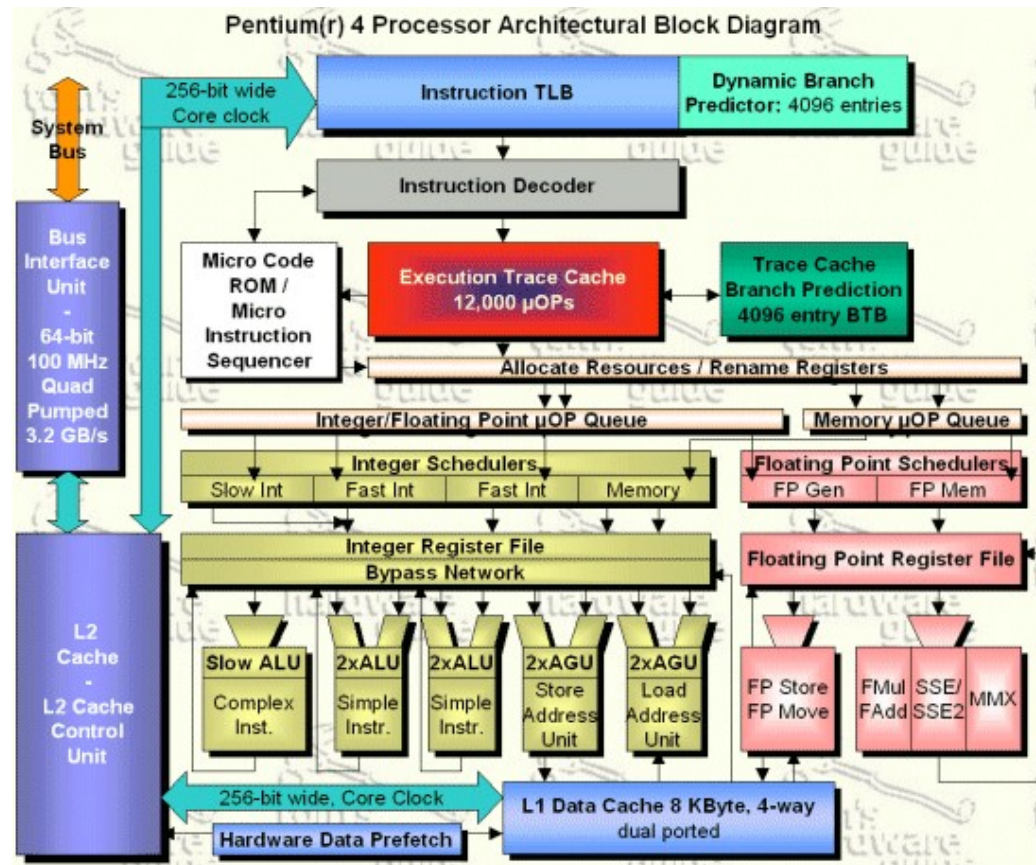 Pentium(r) 4 Processor Architectural Block Diagram
256-bit wide
Core clock
Instruction TLB
Dynamic Branch
Predictor: 4096 entries
System
Bus
Instruction Decoder
Bus
Interface
Unit
-
64-bit
100 MHz
Quad
Pumped
3.2 GB/s
Micro Code
ROM /
Micro
Instruction
Sequencer
Execution Trace Cache
12,000 µOPs
Trace Cache
Branch Prediction
4096 entry BTB
Allocate Resources / Rename Registers
Integer/Floating Point µOP Queue
Memory µOP Queue
Integer Schedulers
Slow Int
Fast Int
Fast Int
Memory
Floating Point Schedulers
FP Gen
FP Mem
Integer Register File
Bypass Network
Floating Point Register File
L2
Cache
-
L2 Cache
Control
Unit
Slow ALU
Complex
Inst.
2xALU
Simple
Instr.
2xALU
Simple
Instr.
2xAGU
Store
Address
Unit
2xAGU
Load
Address
Unit
FP Store
FP Move
FMul
FAdd
SSE/
SSE2
MMX
256-bit wide, Core Clock
L1 Data Cache 8 KByte, 4-way
dual ported
Hardware Data Prefetch
tom's
hardware
guide